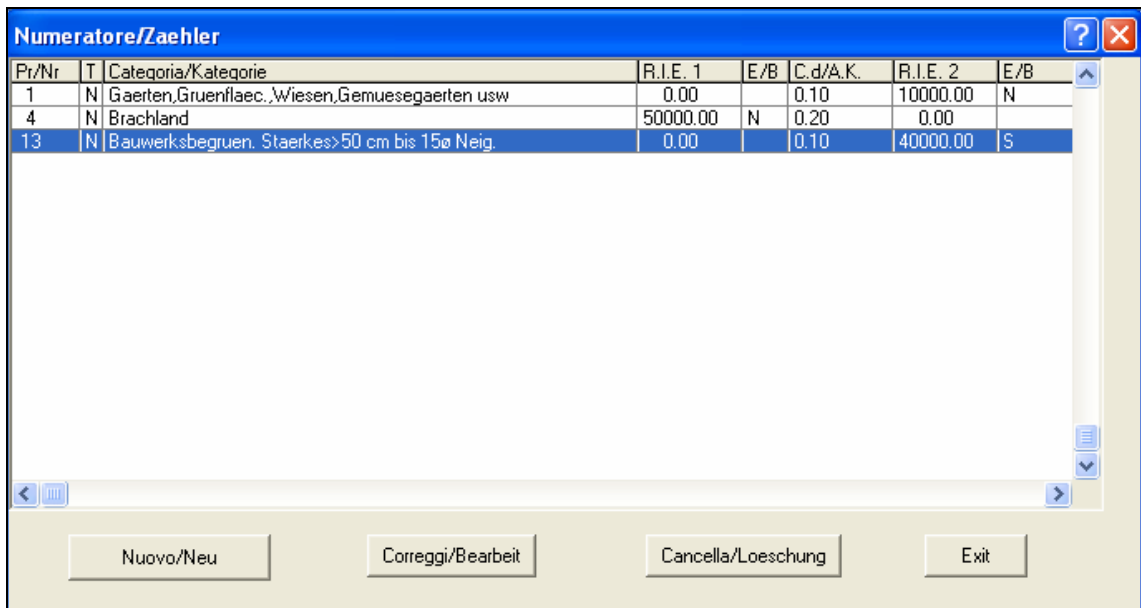 Numeratore/Zaehler
Pr/Nr T Categoria/Kategorie R.I.E. 1 E/B C.d/A.K. R.I.E. 2 E/B
1 N Gaerten,Gruenflaec.,Wiesen,Gemuesegaerten usw 0.00 0.10 10000.00 N
4 N Brachland 50000.00 N 0.20 0.00
13 N Bauwerksbegruen. Staerkes>50 cm bis 15ø Neig. 0.00 0.10 40000.00 S
Nuovo/Neu Correggi/Bearbeit Cancella/Loeschung Exit